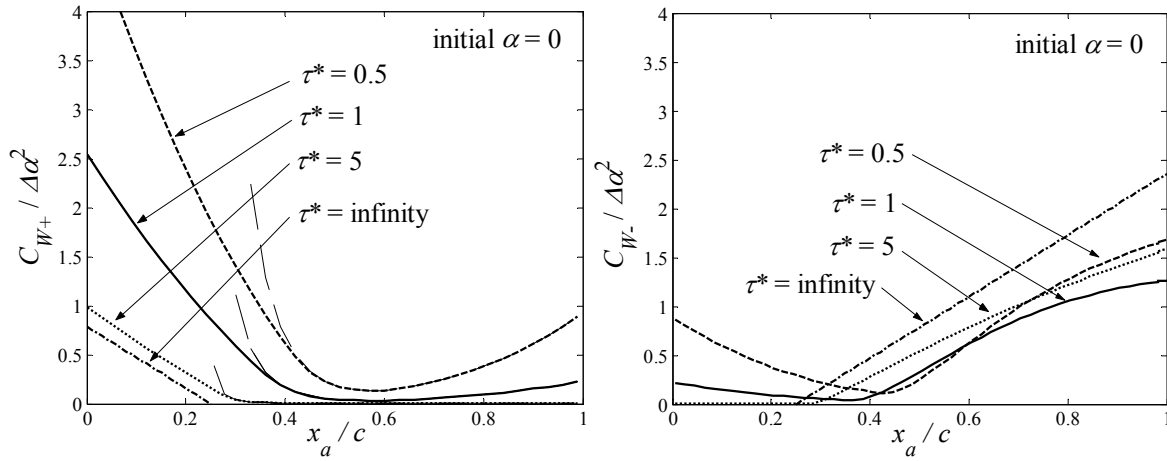 initial α = 0
τ* = 0.5
τ* = 1
τ* = 5
τ* = infinity
C_{W+} / Δα²
4
3.5
3
2.5
2
1.5
1
0.5
0
0 0.2 0.4 0.6 0.8 1
x_a / c
initial α = 0
τ* = 0.5
τ* = 1
τ* = 5
τ* = infinity
C_{W-} / Δα²
4
3.5
3
2.5
2
1.5
1
0.5
0
0 0.2 0.4 0.6 0.8 1
x_a / c